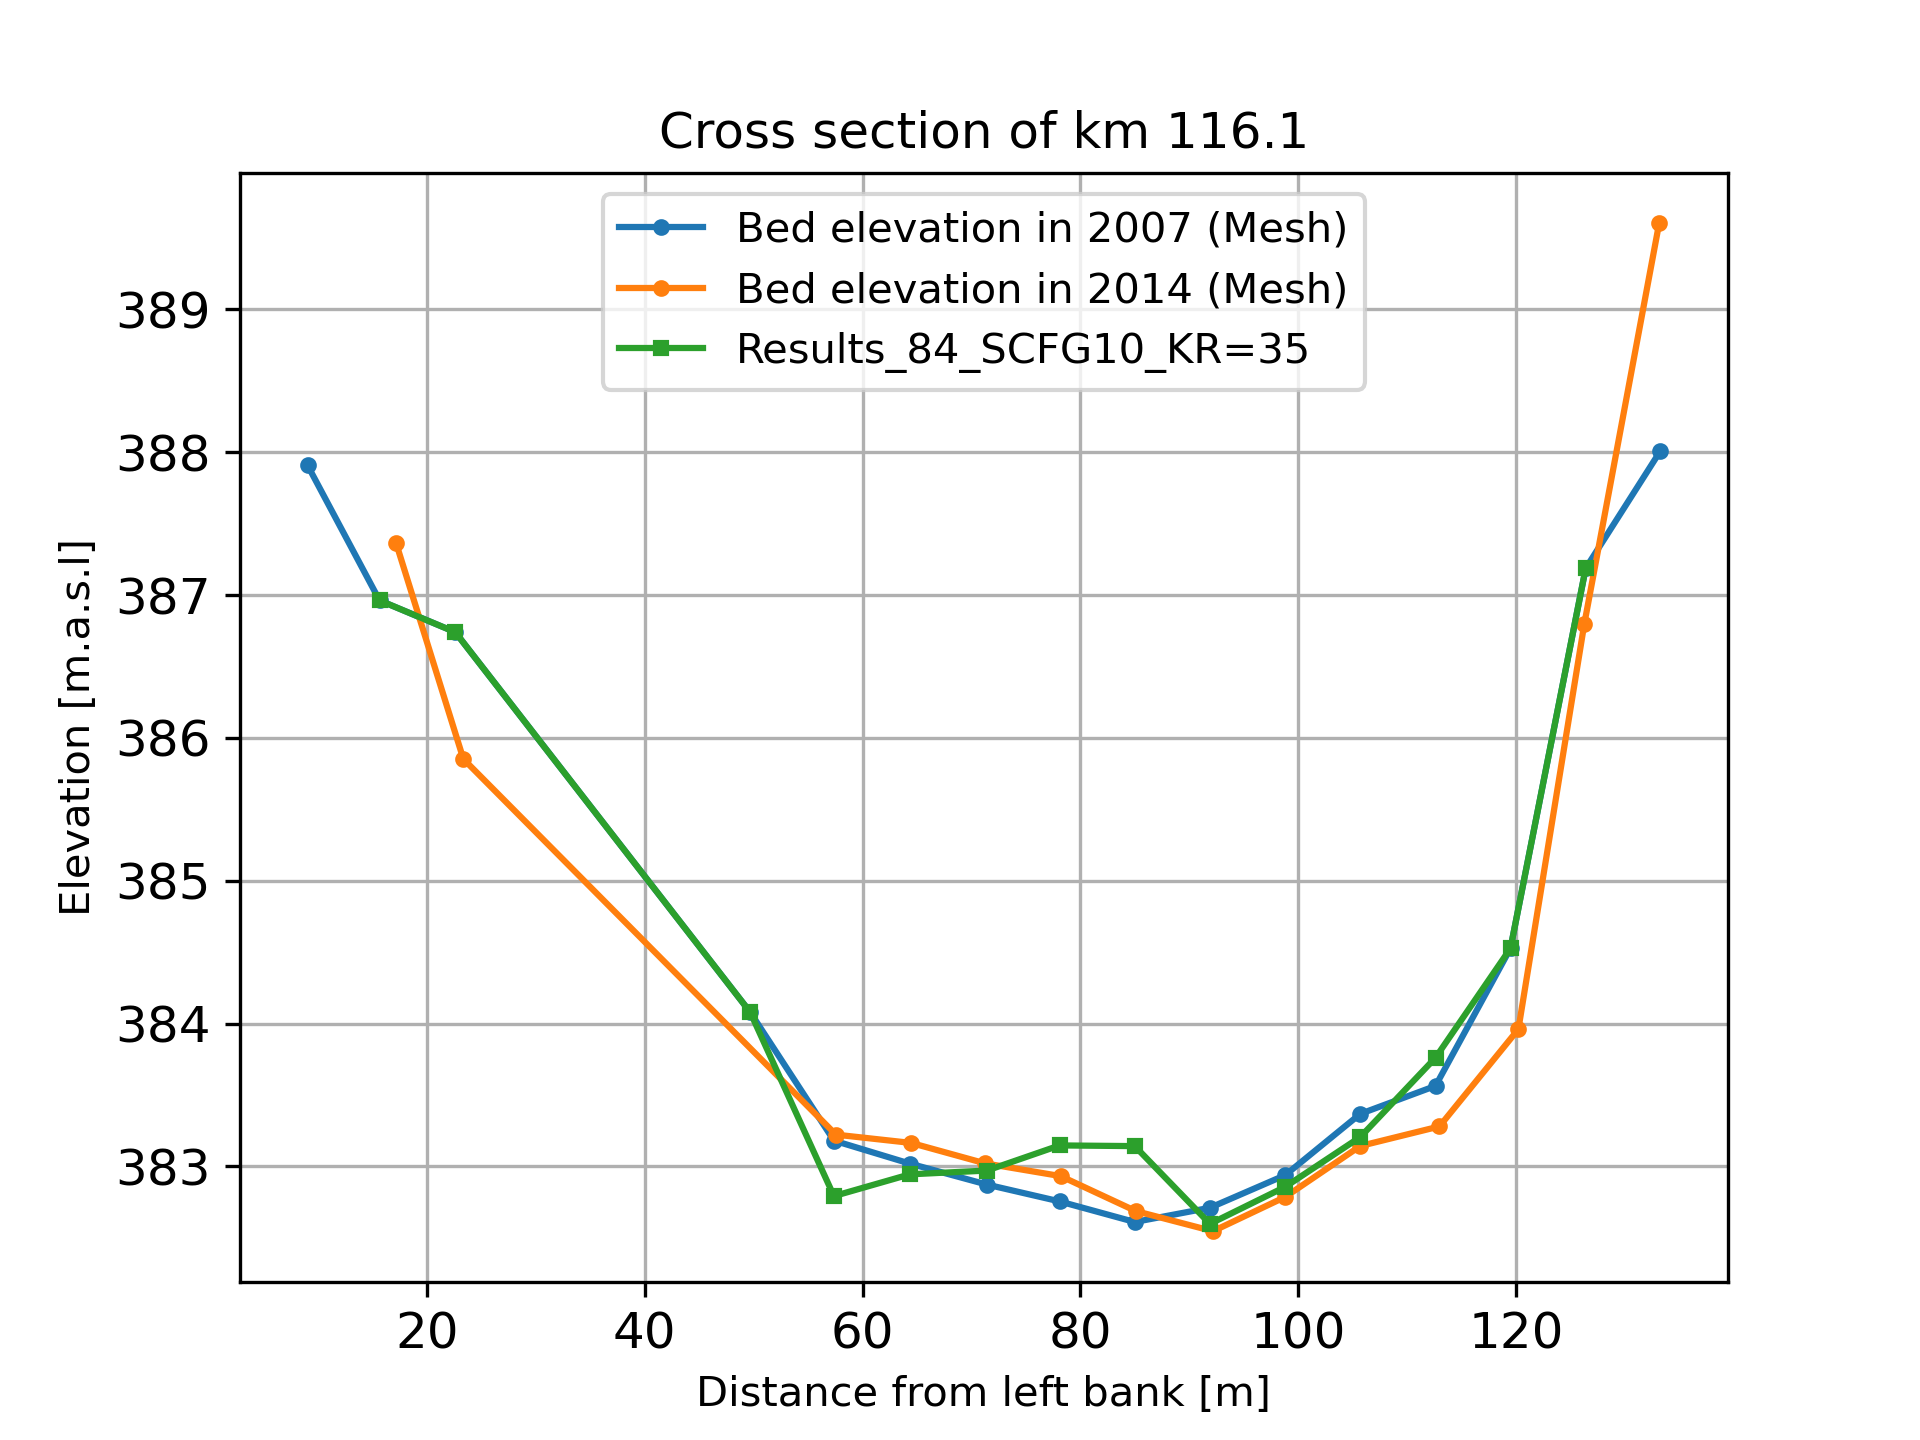 Cross section of km 116.1
Bed elevation in 2007 (Mesh)
Bed elevation in 2014 (Mesh)
Results_84_SCFG10_KR=35
Elevation [m.a.s.l]
389
388
387
386
385
384
383
20 40 60 80 100 120
Distance from left bank [m]